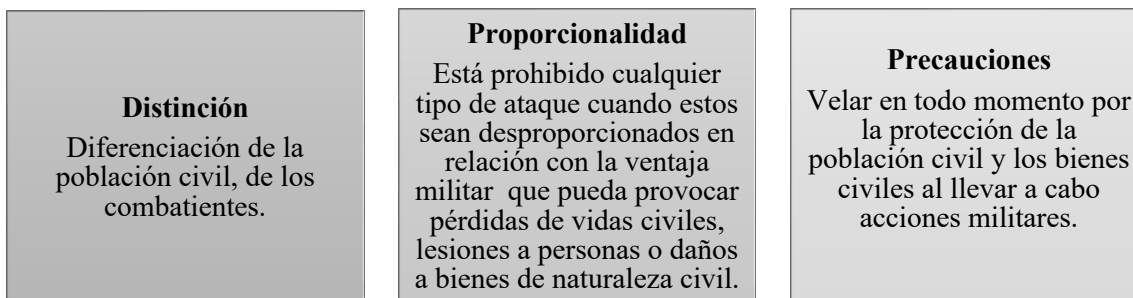 Distinción
Diferenciación de la
población civil, de los
combatientes.
Proporcionalidad
Está prohibido cualquier
tipo de ataque cuando estos
sean desproporcionados en
relación con la ventaja
militar que pueda provocar
pérdidas de vidas civiles,
lesiones a personas o daños
a bienes de naturaleza civil.
Precauciones
Velar en todo momento por
la protección de la
población civil y los bienes
civiles al llevar a cabo
acciones militares.